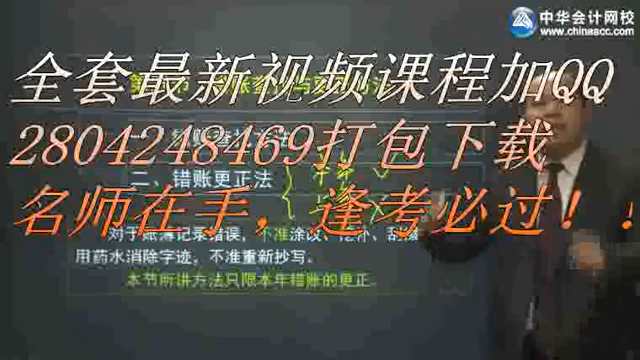 中华会计网校
www.chinaacc.com
全套最新视频课程加QQ
2804248469打包下载
二、错账更正法
名师在手，逢考必过！！
对于账簿记录错误，不准涂改、挖补、刮擦
用药水消除字迹，不准重新抄写。
本节所讲方法只限本年错账的更正